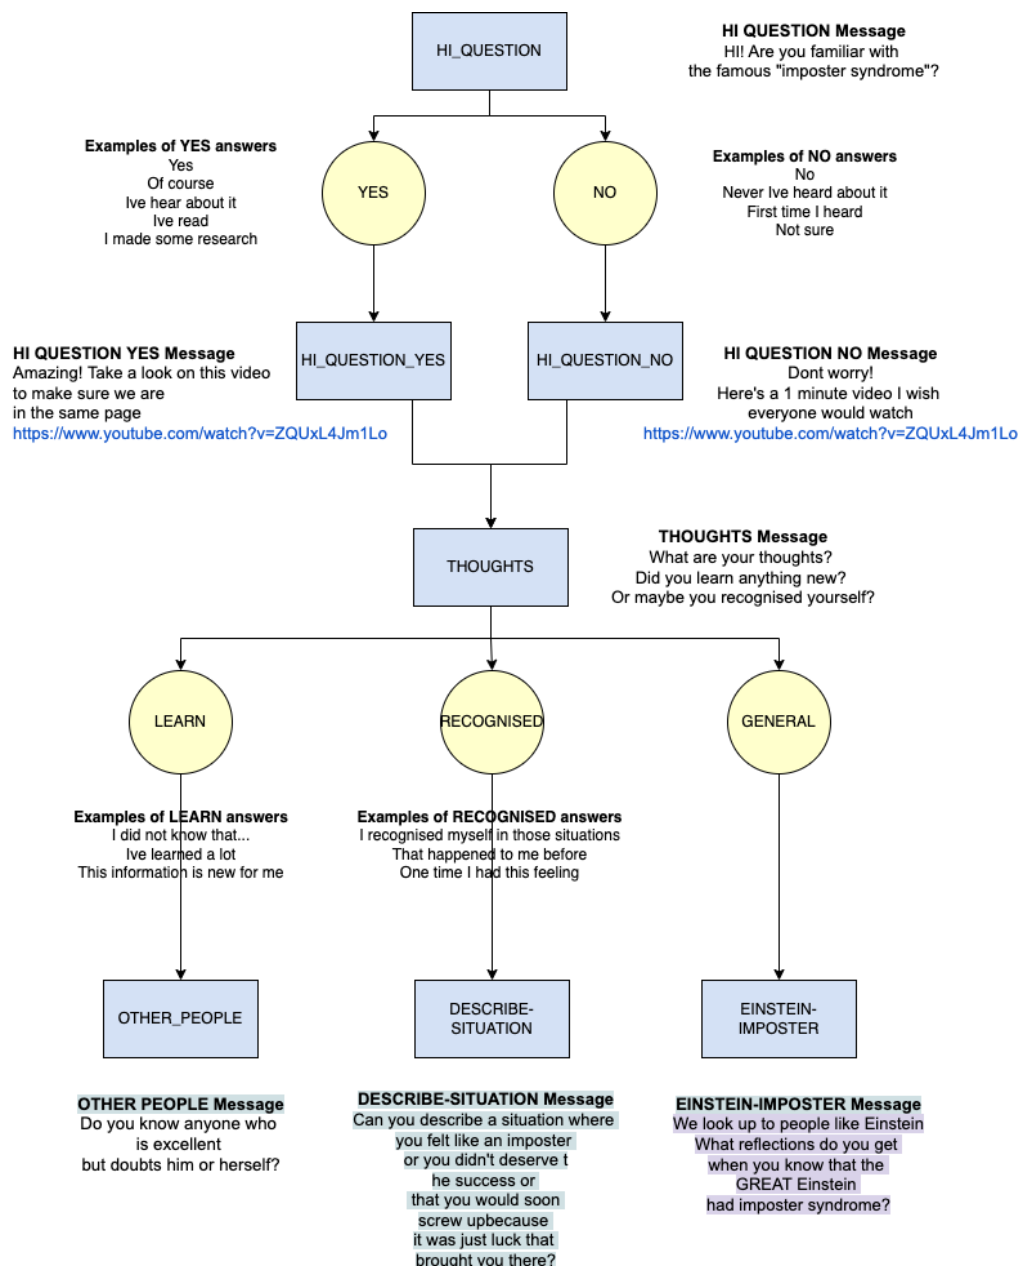 HI_QUESTION
HI QUESTION Message
HI! Are you familiar with
the famous "imposter syndrome"?
Examples of YES answers
Yes
Of course
Ive hear about it
Ive read
I made some research
YES
NO
Examples of NO answers
No
Never Ive heard about it
First time I heard
Not sure
HI QUESTION YES Message
Amazing! Take a look on this video
to make sure we are
in the same page
https://www.youtube.com/watch?v=ZQUxL4Jm1Lo
HI_QUESTION_YES
HI_QUESTION_NO
HI QUESTION NO Message
Dont worry!
Here's a 1 minute video I wish
everyone would watch
https://www.youtube.com/watch?v=ZQUxL4Jm1Lo
THOUGHTS
THOUGHTS Message
What are your thoughts?
Did you learn anything new?
Or maybe you recognised yourself?
LEARN
RECOGNISED
GENERAL
Examples of LEARN answers
I did not know that...
Ive learned a lot
This information is new for me
Examples of RECOGNISED answers
I recognised myself in those situations
That happened to me before
One time I had this feeling
OTHER_PEOPLE
DESCRIBE-
SITUATION
EINSTEIN-
IMPOSTER
OTHER PEOPLE Message
Do you know anyone who
is excellent
but doubts him or herself?
DESCRIBE-SITUATION Message
Can you describe a situation where
you felt like an imposter
or you didn't deserve t
he success or
that you would soon
screw upbecause
it was just luck that
brought you there?
EINSTEIN-IMPOSTER Message
We look up to people like Einstein
What reflections do you get
when you know that the
GREAT Einstein
had imposter syndrome?